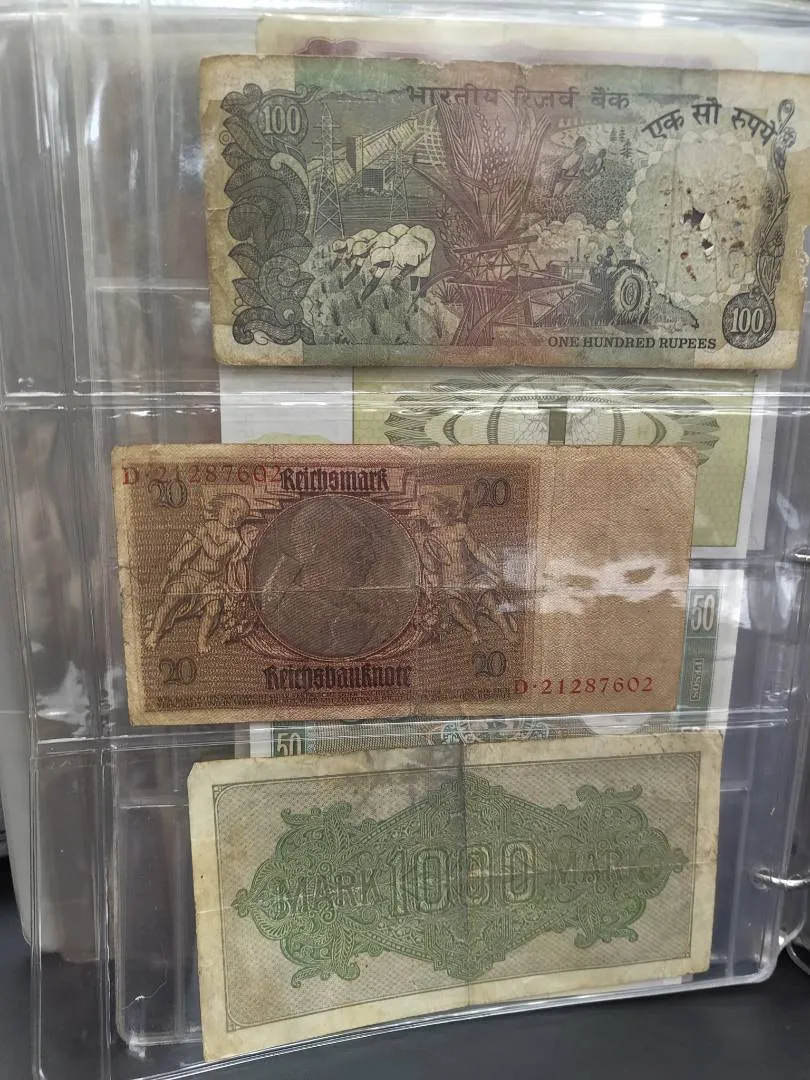 भारतीय रिज़र्व बैंक
एक सौ रुपये
100
ONE HUNDRED RUPEES
100
D·21287602
Reichsmark
20
20
20
20
Reichsbanknote
D·21287602
50
50
MARK 1000 MARK